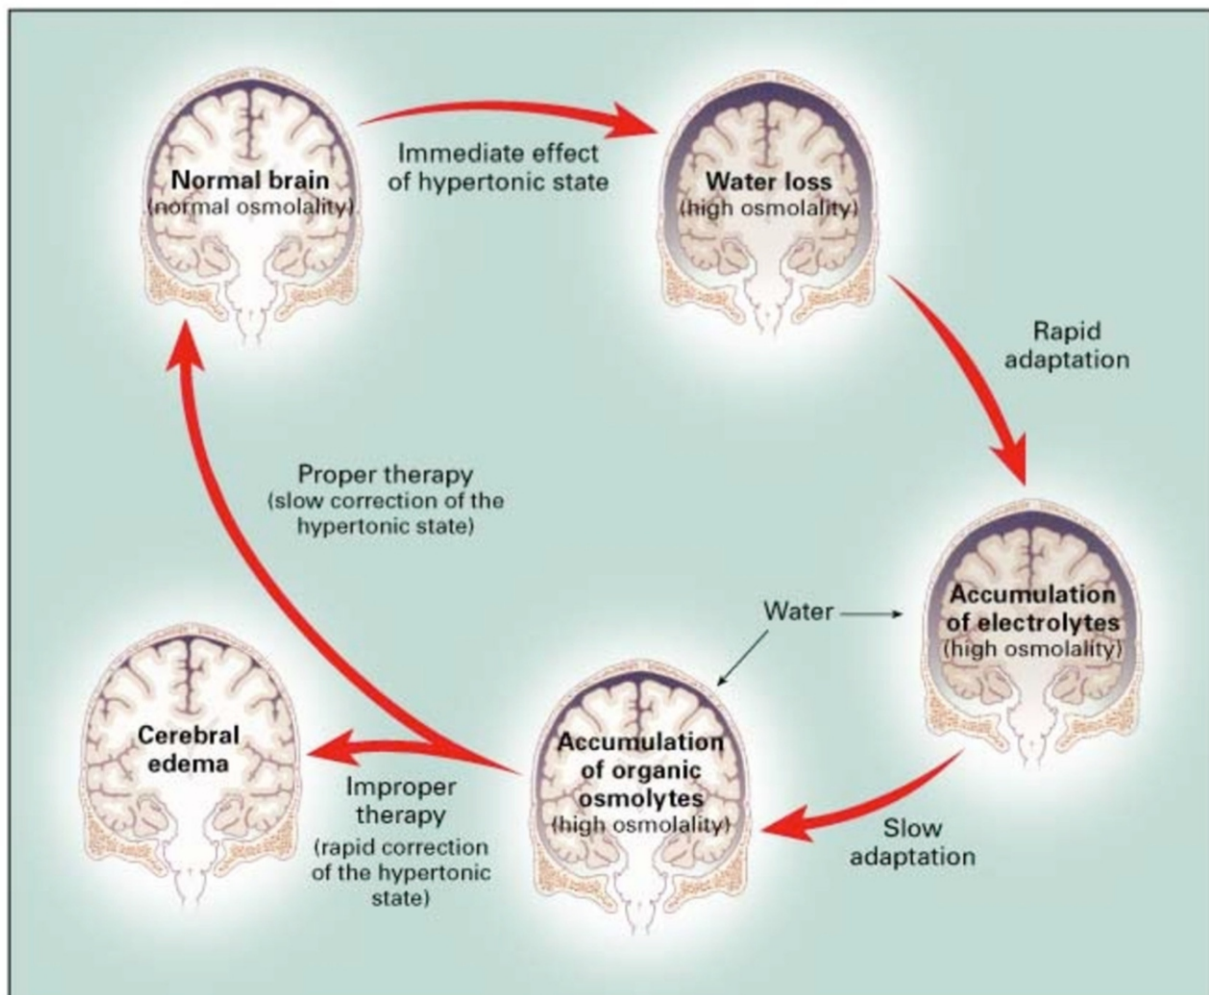 Normal brain
(normal osmolality)
Immediate effect
of hypertonic state
Water loss
(high osmolality)
Rapid
adaptation
Accumulation
of electrolytes
(high osmolality)
Water
Slow
adaptation
Accumulation
of organic
osmolytes
(high osmolality)
Proper therapy
(slow correction of the
hypertonic state)
Improper
therapy
(rapid correction
of the hypertonic
state)
Cerebral
edema